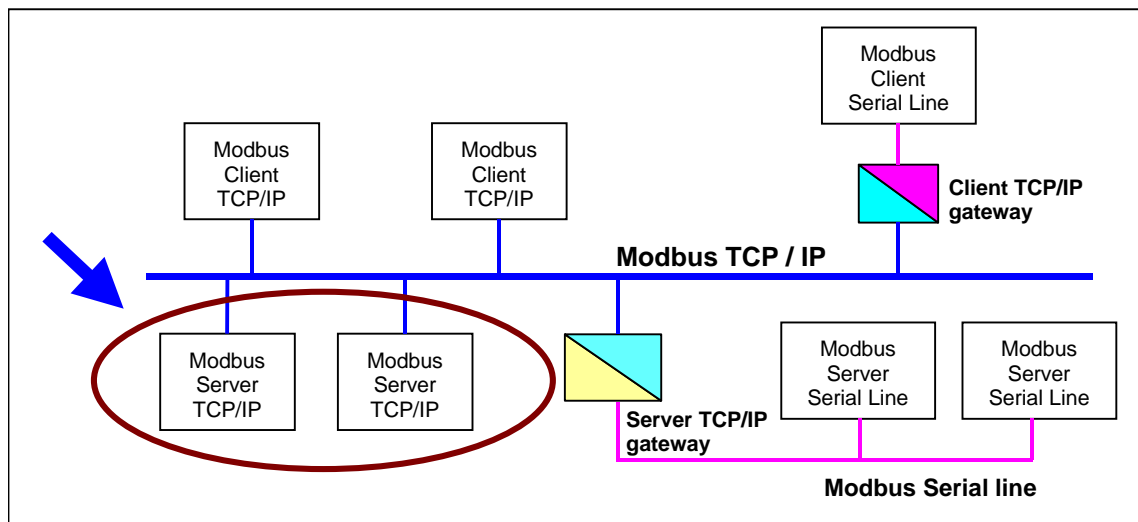 Modbus
Client
Serial Line
Modbus
Client
TCP/IP
Modbus
Client
TCP/IP
Client TCP/IP
gateway
Modbus TCP / IP
Modbus
Server
TCP/IP
Modbus
Server
TCP/IP
Modbus
Server
Serial Line
Modbus
Server
Serial Line
Server TCP/IP
gateway
Modbus Serial line